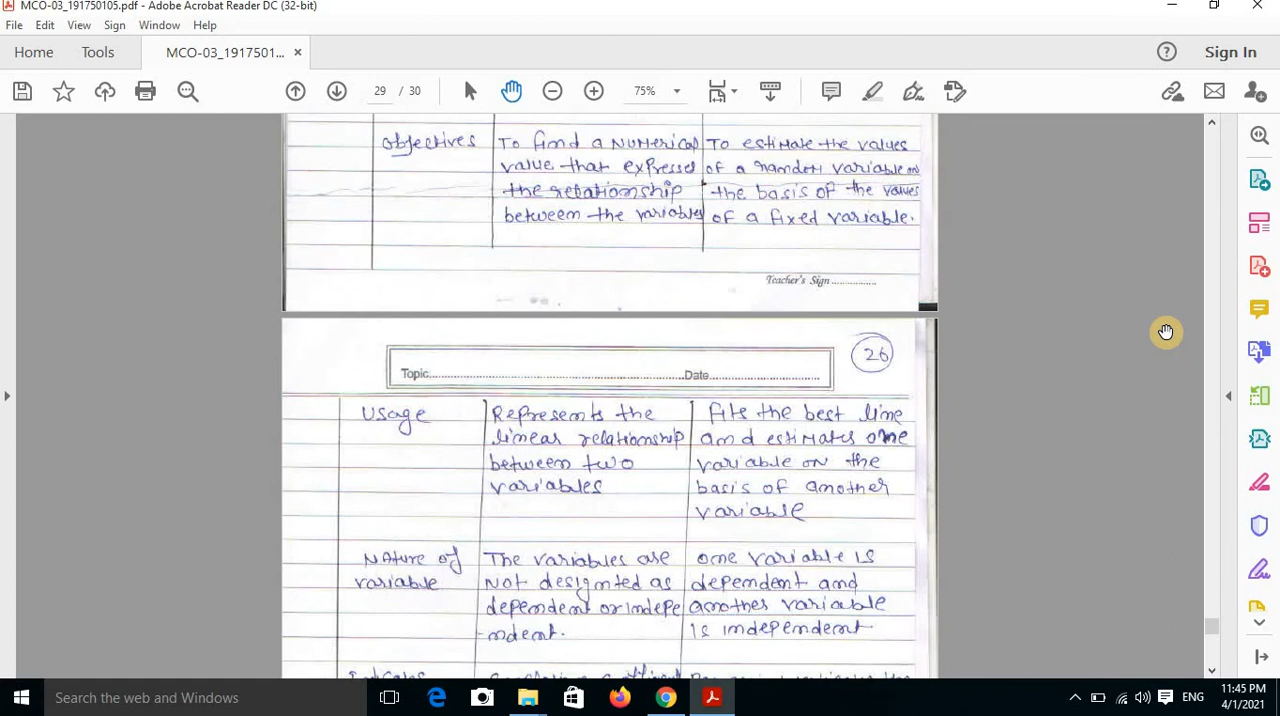 MCO-03_191750105.pdf - Adobe Acrobat Reader DC (32-bit)
File Edit View Sign Window Help
Home Tools MCO-03_1917501... × Sign In
29 / 30 75%
objectives To find a Numerical To estimate the values
value that expresses of a random variable on
the relationship the basis of the values
between the variables of a fixed variable.
Teacher's Sign
26
Topic Date
Usage Represents the fits the best line
linear relationship and estimates one
between two variable on the
variables basis of another
variable
Nature of The variables are one variable is
variable Not designted as dependent and
dependent or indepe another variable
-ndent. is independent
Search the web and Windows
ENG
11:45 PM
4/1/2021